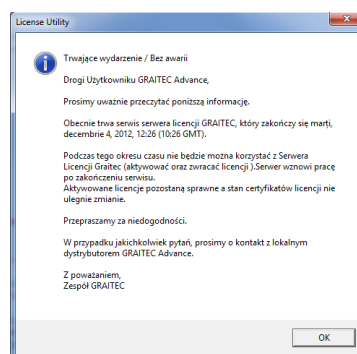 License Utility
Trwające wydarzenie / Bez awarii
Drogi Użytkowniku GRAITEC Advance,
Prosimy uważnie przeczytać poniższą informację.
Obecnie trwa serwis serwera licencji GRAITEC, który zakończy się marți,
decembrie 4, 2012, 12:26 (10:26 GMT).
Podczas tego okresu czasu nie będzie można korzystać z Serwera
Licencji Graitec (aktywować oraz zwracać licencji ).Serwer wznowi pracę
po zakończeniu serwisu.
Aktywowane licencje pozostaną sprawne a stan certyfikatów licencji nie
ulegnie zmianie.
Przepraszamy za niedogodności.
W przypadku jakichkolwiek pytań, prosimy o kontakt z lokalnym
dystrybutorem GRAITEC Advance.
Z poważaniem,
Zespół GRAITEC
OK